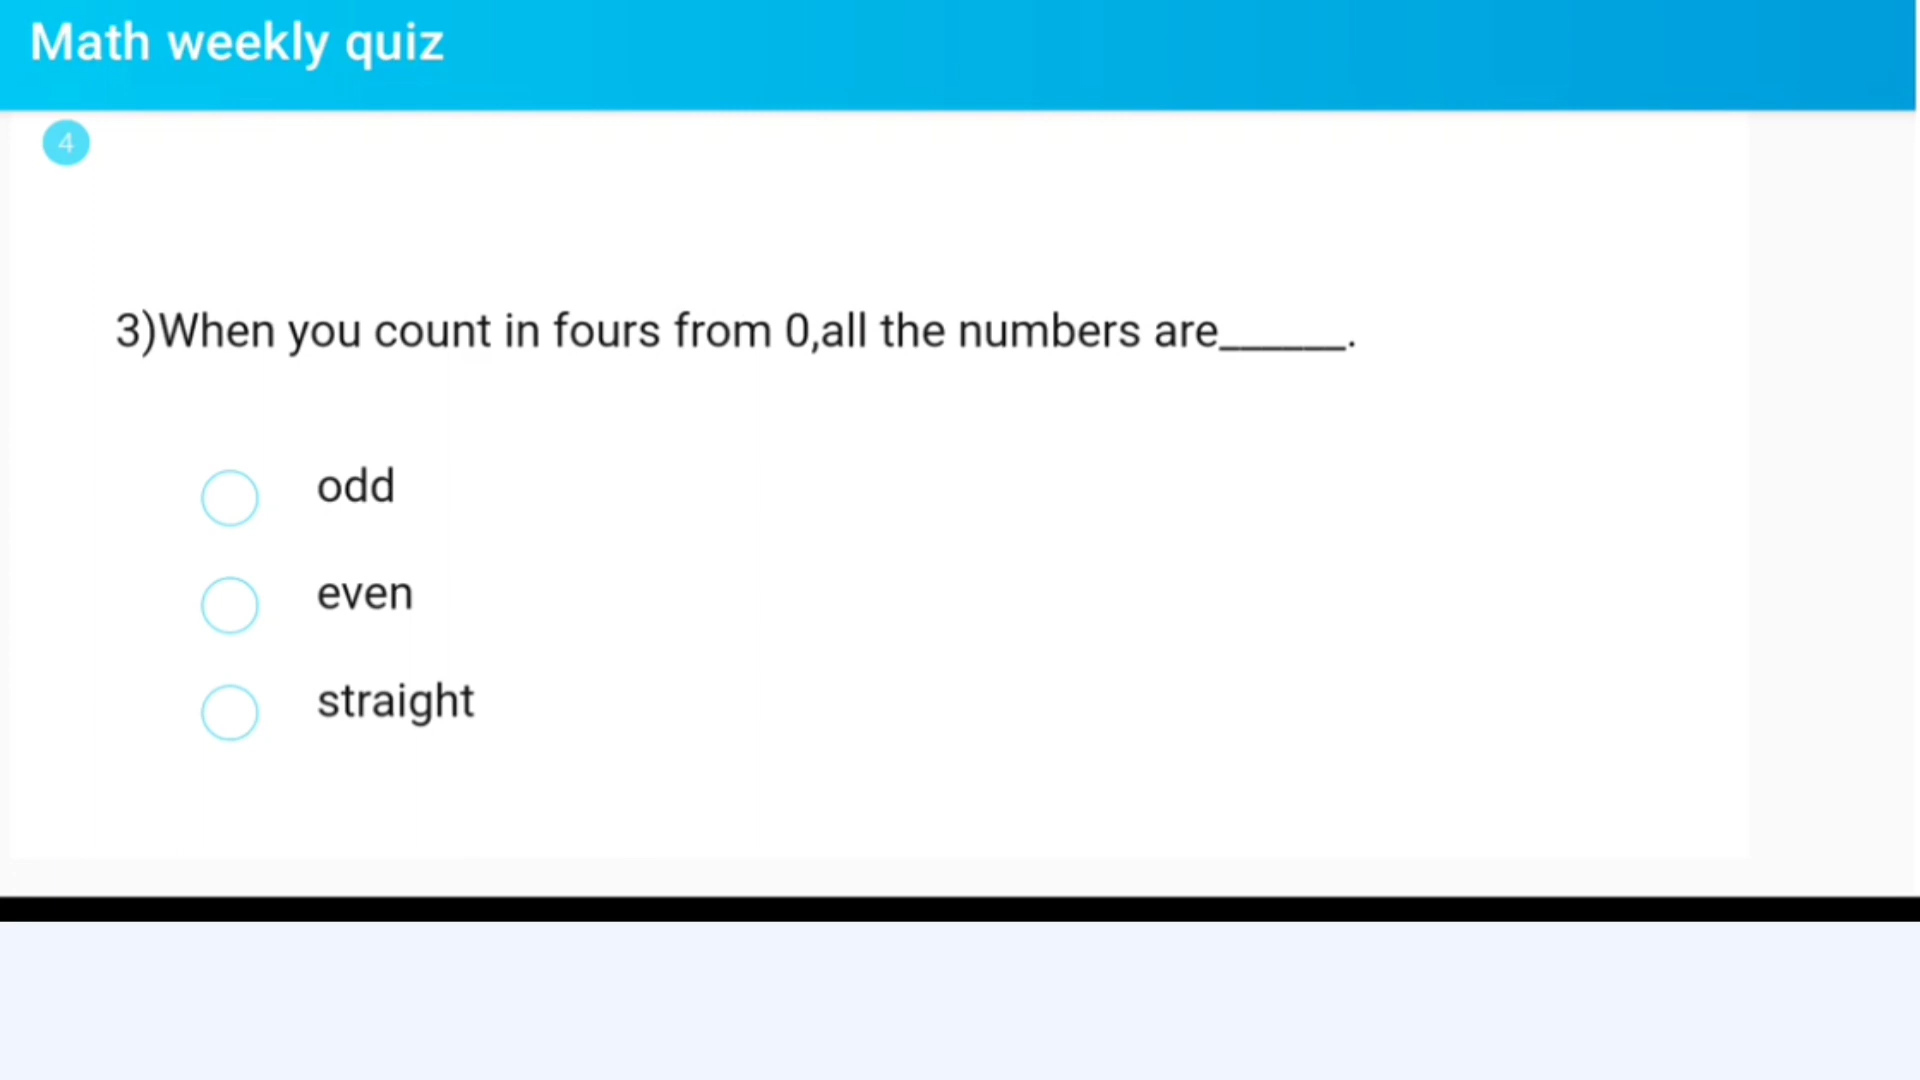 Math weekly quiz
4
3)When you count in fours from 0,all the numbers are______.
odd
even
straight